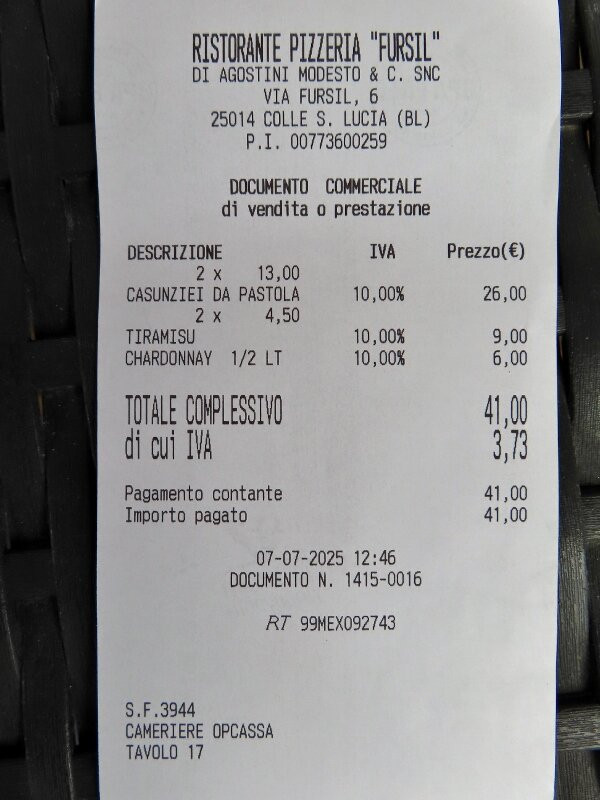 RISTORANTE PIZZERIA "FURSIL"
DI AGOSTINI MODESTO & C. SNC
VIA FURSIL, 6
25014 COLLE S. LUCIA (BL)
P.I. 00773600259
DOCUMENTO COMMERCIALE
di vendita o prestazione
DESCRIZIONE IVA Prezzo(€)
2 x 13,00
CASUNZIEI DA PASTOLA 10,00% 26,00
2 x 4,50
TIRAMISU 10,00% 9,00
CHARDONNAY 1/2 LT 10,00% 6,00
TOTALE COMPLESSIVO 41,00
di cui IVA 3,73
Pagamento contante 41,00
Importo pagato 41,00
07-07-2025 12:46
DOCUMENTO N. 1415-0016
RT 99MEX092743
S.F.3944
CAMERIERE OPCASSA
TAVOLO 17